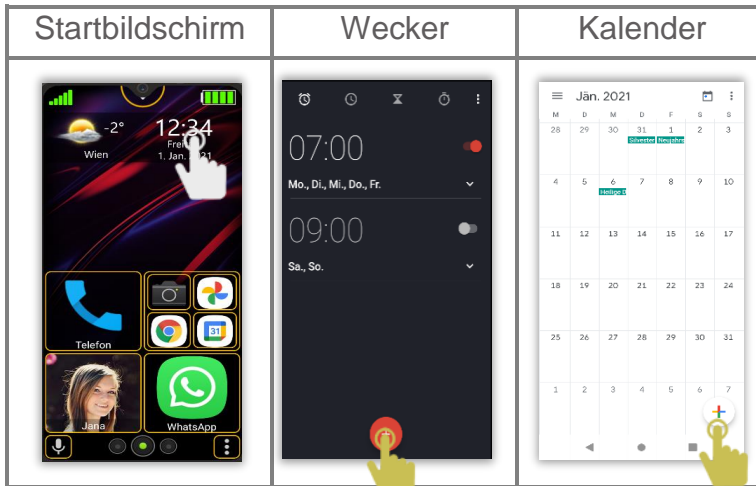 Startbildschirm
Wecker
Kalender
-2°
Wien
12:34
1. Jan.
Telefon
31
Jana
WhatsApp
07:00
Mo., Di., Mi., Do., Fr.
09:00
Sa., So.
Jän. 2021
M D M D F S S
28 29 30 31 1 2 3
Silvester Neujahrs
4 5 6 7 8 9 10
Heilige D
11 12 13 14 15 16 17
18 19 20 21 22 23 24
25 26 27 28 29 30 31
1 2 3 4 5 6 7